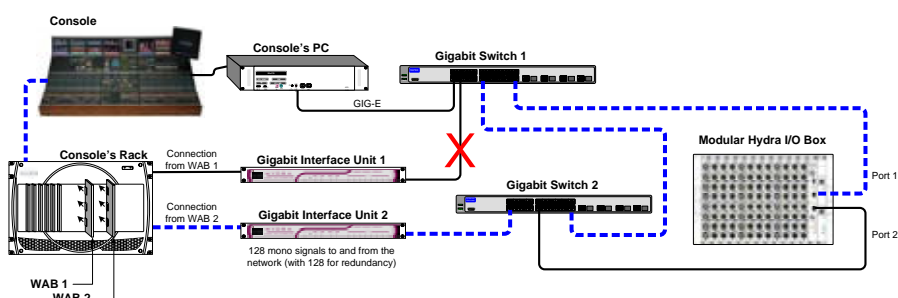 Console
Console's PC
Gigabit Switch 1
GIG-E
X
Modular Hydra I/O Box
Console's Rack
Connection
from WAB 1
Gigabit Interface Unit 1
Port 1
Gigabit Switch 2
Connection
from WAB 2
Gigabit Interface Unit 2
Port 2
128 mono signals to and from the
network (with 128 for redundancy)
WAB 1
WAB 2